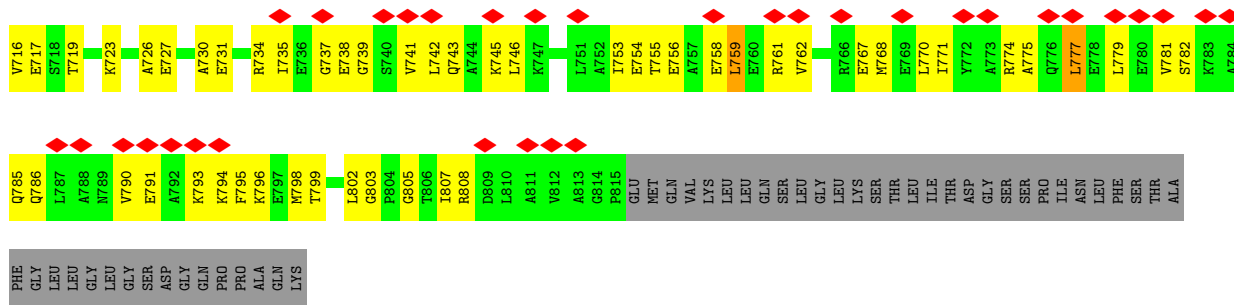 V716 E717 S718 T719 K723 A726 E727 A730 E731 R734 I735 E736 G737 E738 G739 S740 V741 L742 Q743 A744 K745 L746 K747 L751 A752 I753 E754 T755 E756 A757 E758 L759 E760 R761 V762 R766 E767 M768 E769 L770 I771 Y772 A773 R774 A775 Q776 L777 E778 L779 E780 V781 S782 K783 A784
Q785 Q786 L787 A788 N789 V790 E791 A792 K793 K794 F795 K796 E797 M798 T799 L802 G803 P804 G805 T806 I807 R808 D809 L810 A811 V812 A813 G814 P815 GLU MET GLN VAL LYS LEU LEU GLN SER LEU GLY LEU LYS SER THR LEU ILE THR ASP GLY SER SER PRO ILE ASN LEU PHE SER THR ALA
PHE GLY LEU LEU GLY LEU GLY SER ASP GLY GLN PRO PRO ALA GLN LYS